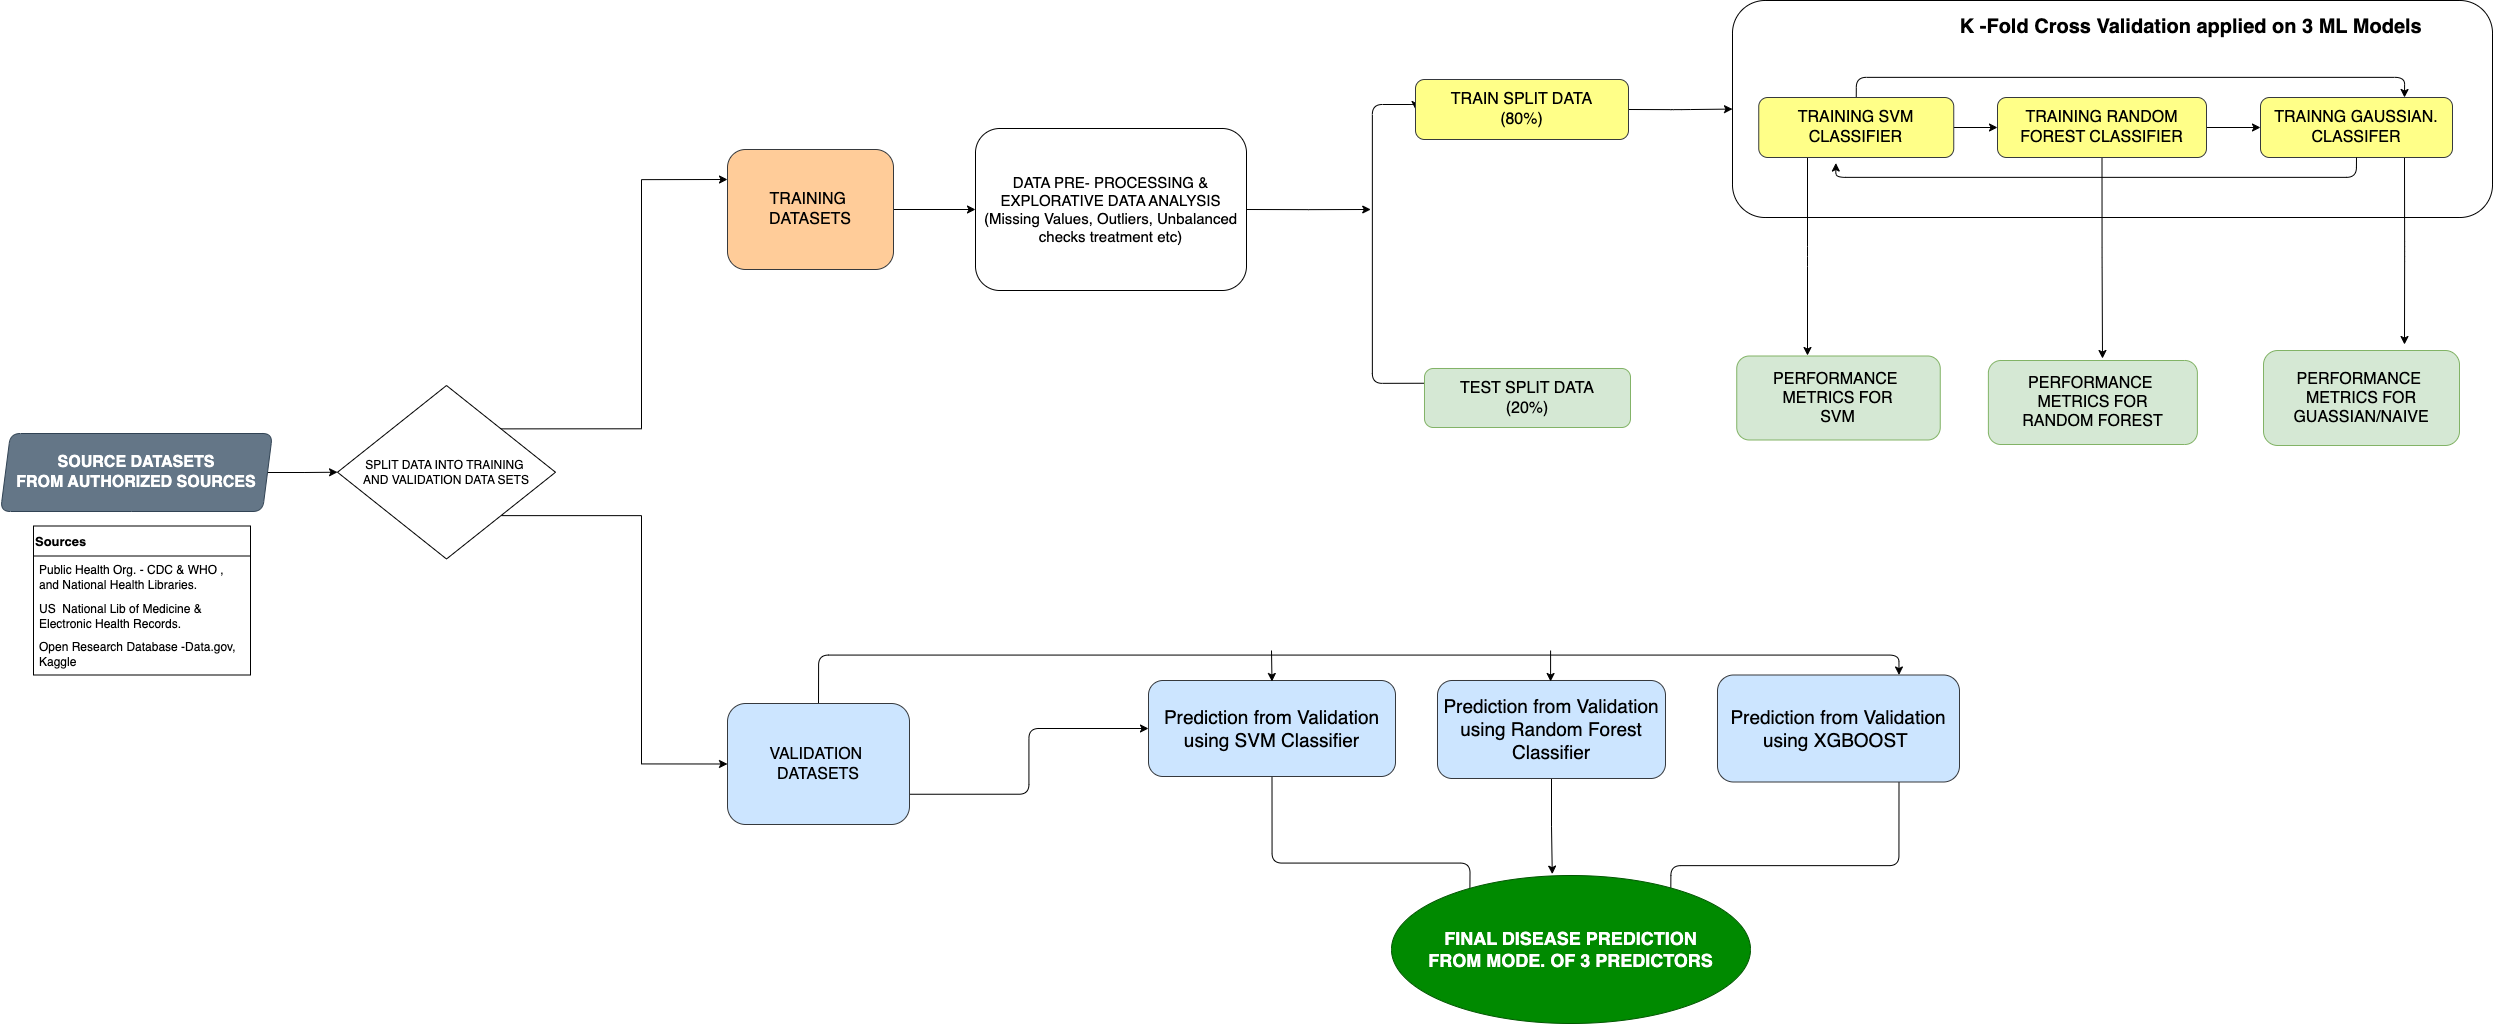 K -Fold Cross Validation applied on 3 ML Models
TRAIN SPLIT DATA
(80%)
TRAINING SVM
CLASSIFIER
TRAINING RANDOM
FOREST CLASSIFIER
TRAINNG GAUSSIAN.
CLASSIFER
TRAINING
DATASETS
DATA PRE- PROCESSING &
EXPLORATIVE DATA ANALYSIS
(Missing Values, Outliers, Unbalanced
checks treatment etc)
TEST SPLIT DATA
(20%)
PERFORMANCE
METRICS FOR
SVM
PERFORMANCE
METRICS FOR
RANDOM FOREST
PERFORMANCE
METRICS FOR
GUASSIAN/NAIVE
SOURCE DATASETS
FROM AUTHORIZED SOURCES
SPLIT DATA INTO TRAINING
AND VALIDATION DATA SETS
Sources
Public Health Org. - CDC & WHO ,
and National Health Libraries.
US  National Lib of Medicine &
Electronic Health Records.
Open Research Database -Data.gov,
Kaggle
VALIDATION
DATASETS
Prediction from Validation
using SVM Classifier
Prediction from Validation
using Random Forest
Classifier
Prediction from Validation
using XGBOOST
FINAL DISEASE PREDICTION
FROM MODE. OF 3 PREDICTORS